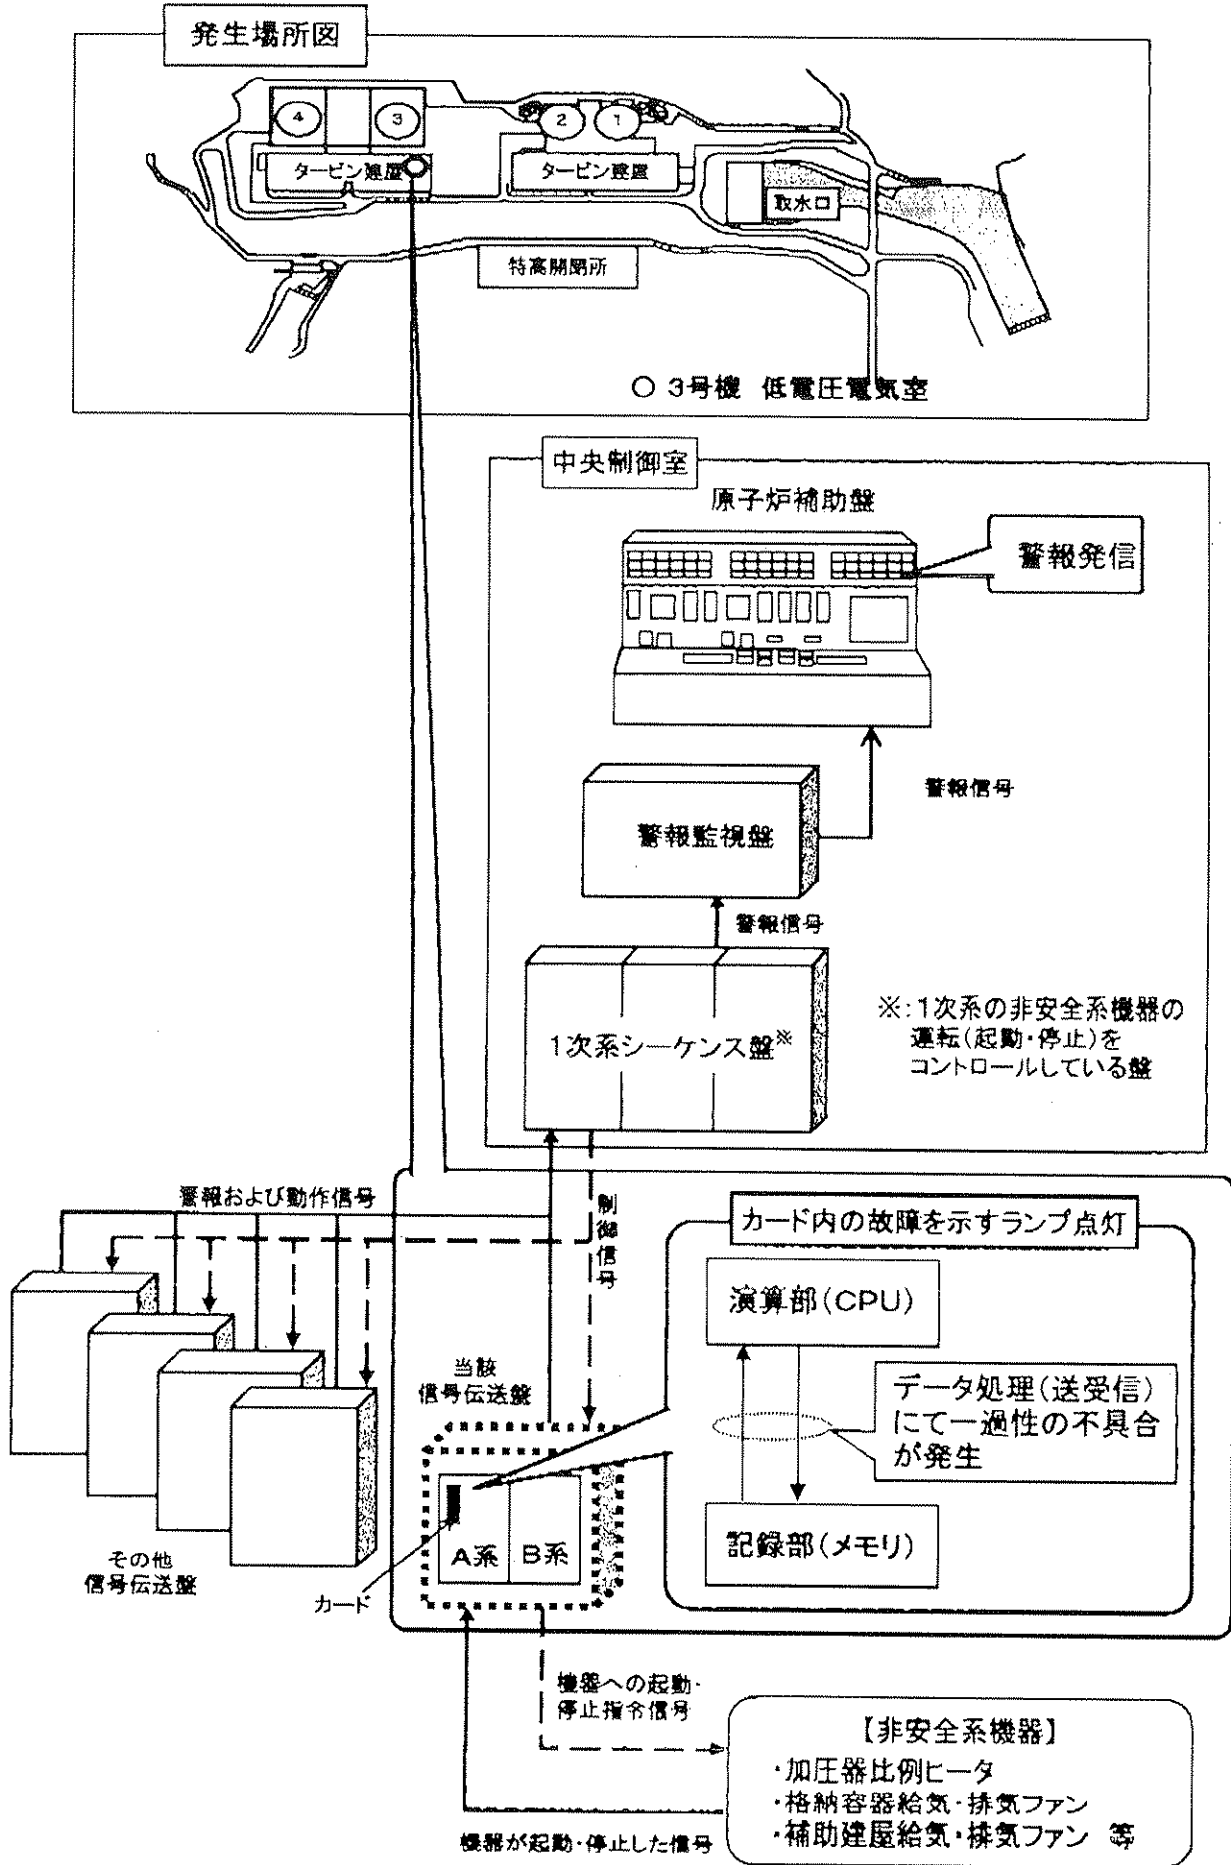 発生場所図
4
3
2
1
タービン建屋
タービン建屋
取水口
特高開閉所
○ 3号機 低電圧電気室
中央制御室
原子炉補助盤
警報発信
警報信号
警報監視盤
警報信号
1次系シーケンス盤※
※:1次系の非安全系機器の
運転(起動・停止)を
コントロールしている盤
警報および動作信号
制御信号
カード内の故障を示すランプ点灯
演算部(CPU)
データ処理(送受信)
にて一過性の不具合
が発生
記録部(メモリ)
当該
信号伝送盤
A系
B系
カード
その他
信号伝送盤
機器への起動・
停止指令信号
機器が起動・停止した信号
【非安全系機器】
・加圧器比例ヒータ
・格納容器給気・排気ファン
・補助建屋給気・排気ファン 等